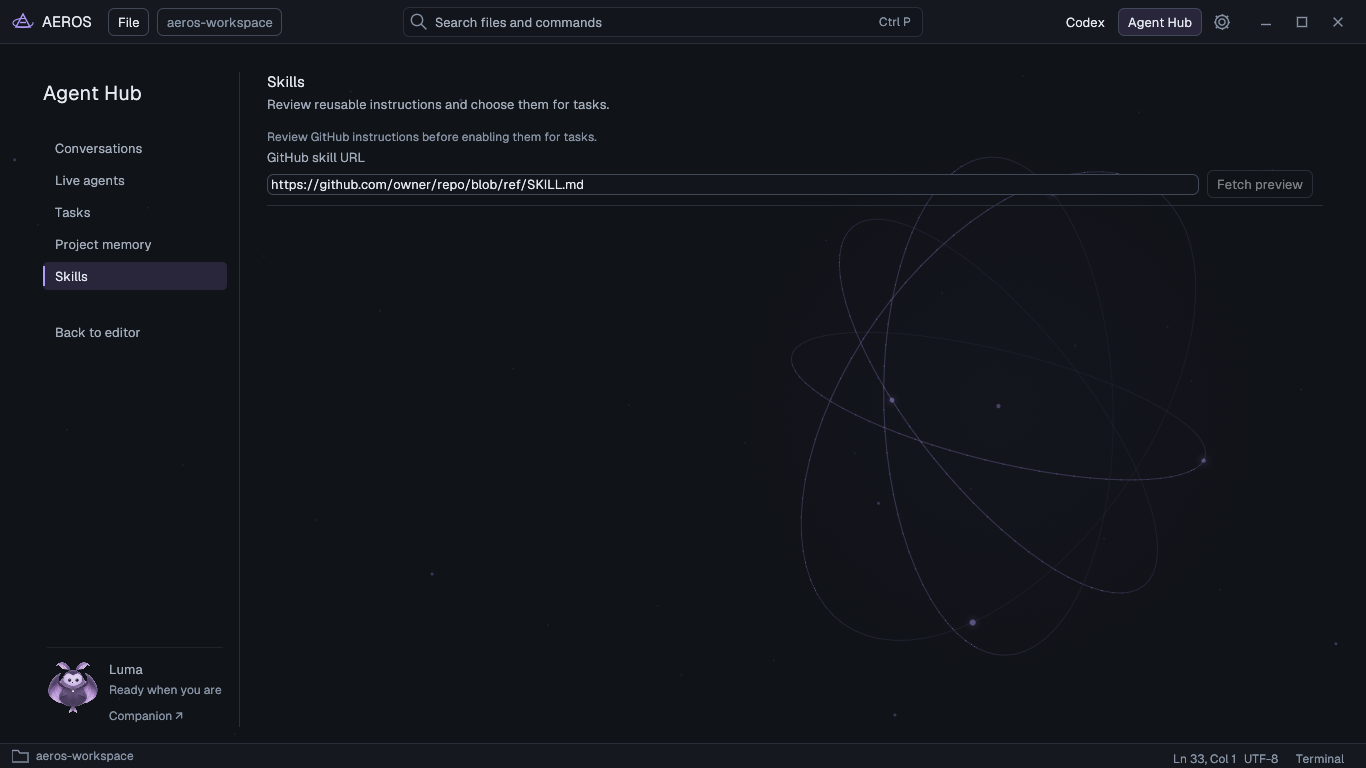 AEROS
File
aeros-workspace
Search files and commands
Ctrl P
Codex
Agent Hub
Agent Hub
Conversations
Live agents
Tasks
Project memory
Skills
Back to editor
Skills
Review reusable instructions and choose them for tasks.
Review GitHub instructions before enabling them for tasks.
GitHub skill URL
https://github.com/owner/repo/blob/ref/SKILL.md
Fetch preview
Luma
Ready when you are
Companion ↗
aeros-workspace
Ln 33, Col 1
UTF-8
Terminal